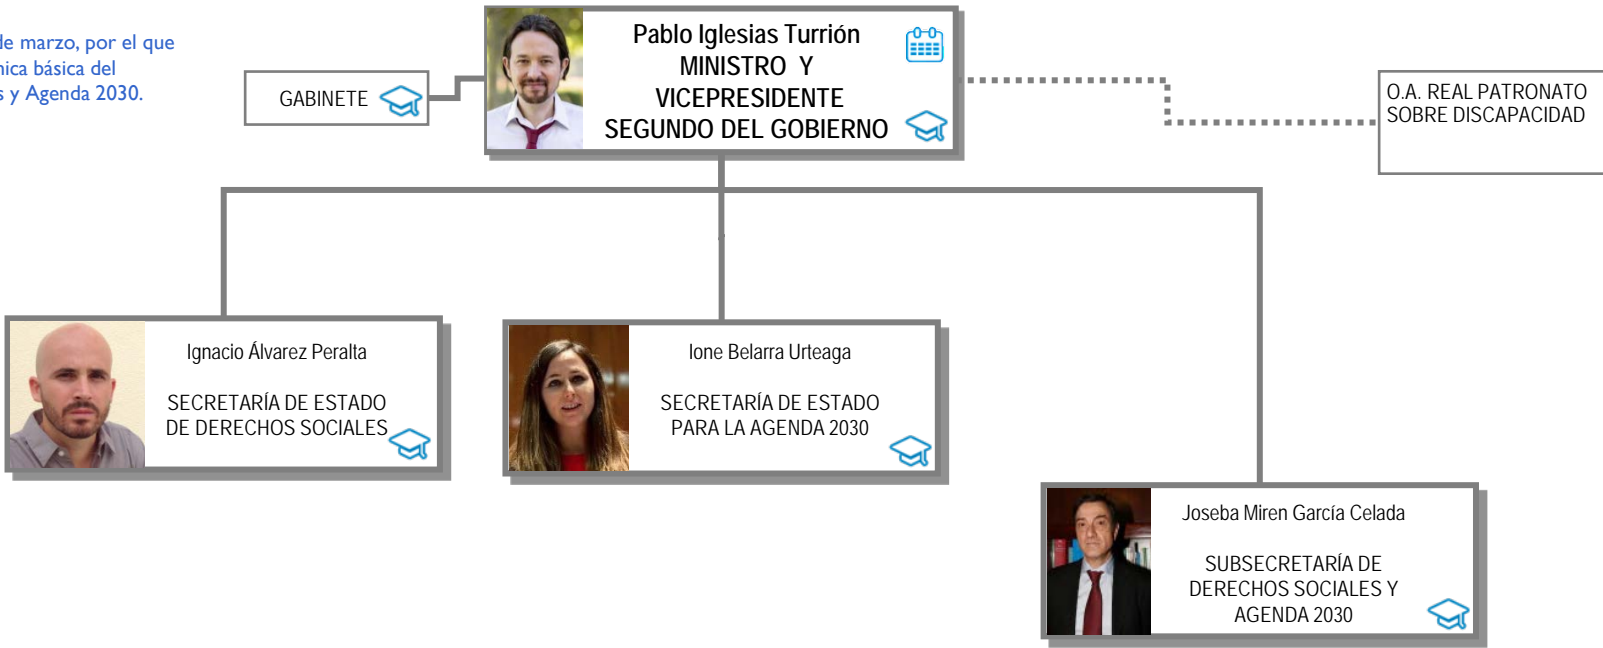 de marzo, por el que
básica del
y Agenda 2030.
GABINETE
Pablo Iglesias Turrión
MINISTRO Y
VICEPRESIDENTE
SEGUNDO DEL GOBIERNO
O.A. REAL PATRONATO
SOBRE DISCAPACIDAD
Ignacio Álvarez Peralta
SECRETARÍA DE ESTADO
DE DERECHOS SOCIALES
Ione Belarra Urteaga
SECRETARÍA DE ESTADO
PARA LA AGENDA 2030
Joseba Miren García Celada
SUBSECRETARÍA DE
DERECHOS SOCIALES Y
AGENDA 2030